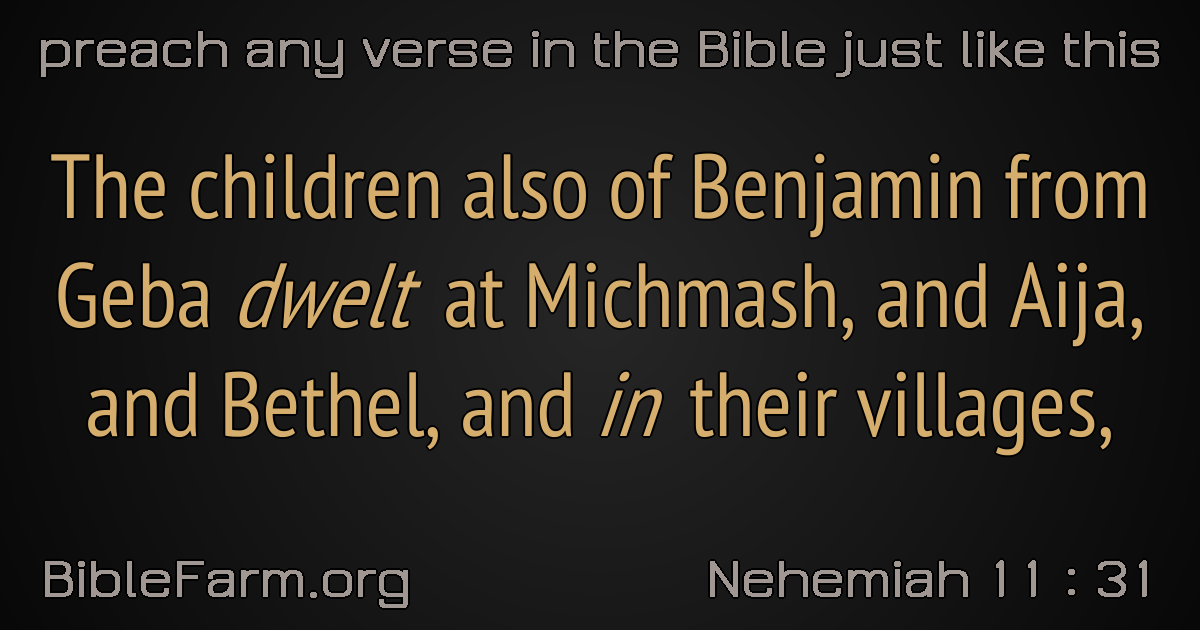 preach any verse in the Bible just like this
The children also of Benjamin from
Geba dwelt at Michmash, and Aija,
and Bethel, and in their villages,
BibleFarm.org
Nehemiah 11 : 31